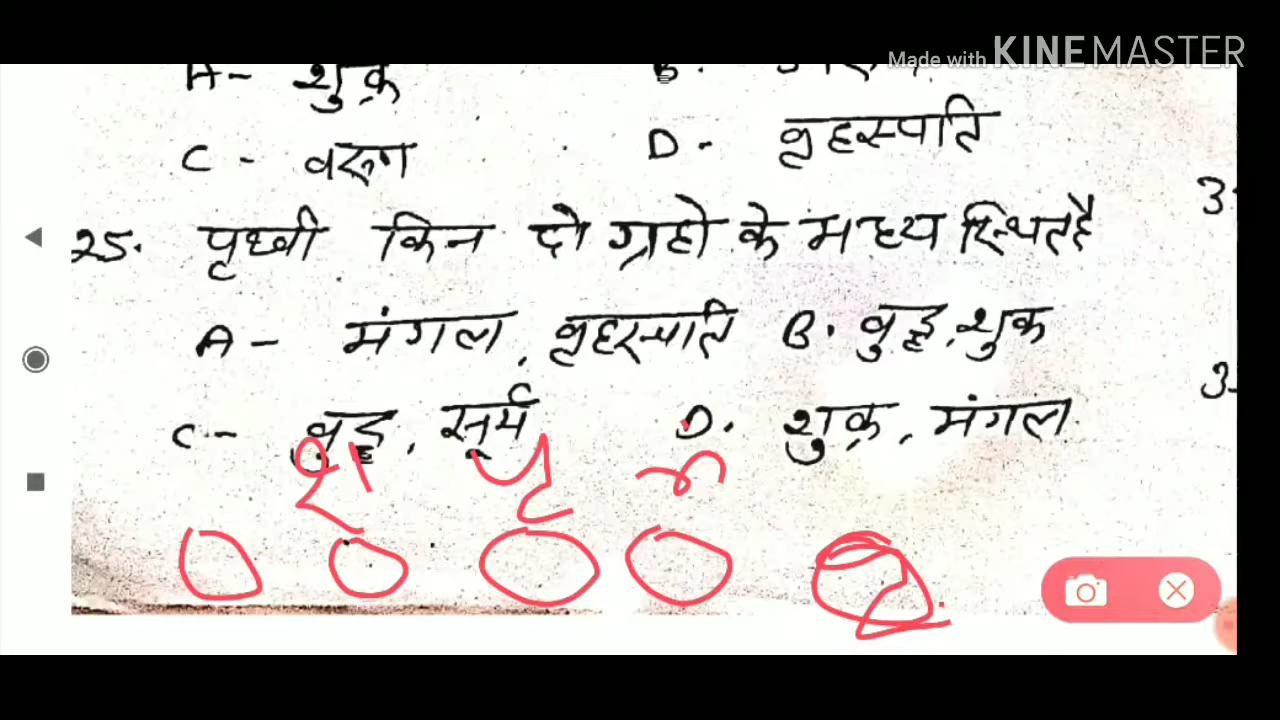 Made with KINEMASTER
A- शुक्र B.
C - वरुण D. वृहस्पति
25. पृथ्वी किन दो ग्रहो के मध्य स्थित है
A - मंगल, वृहस्पति B. बुद्ध, शुक्र
C - बुद्ध, सूर्य D. शुक्र, मंगल
शु पृ